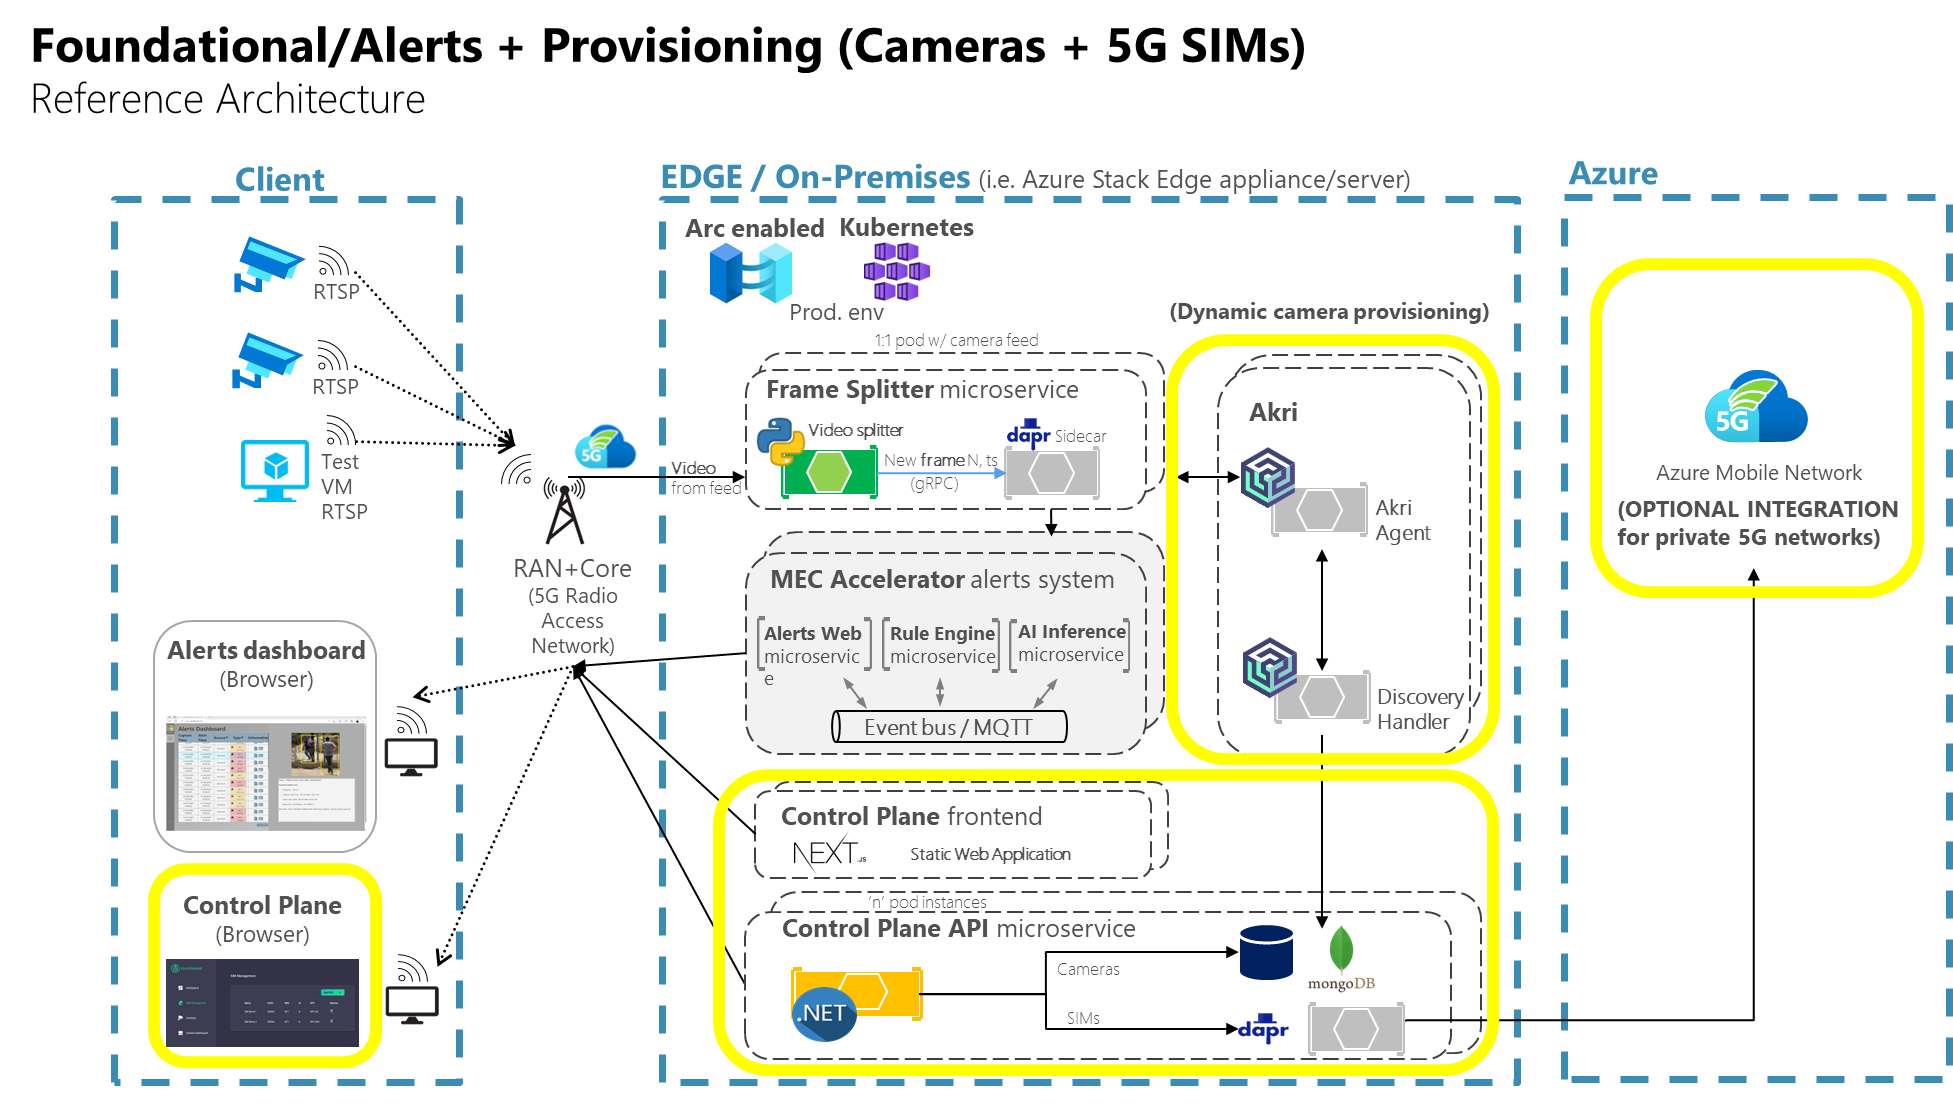 Foundational/Alerts + Provisioning (Cameras + 5G SIMs)
Reference Architecture
Client
EDGE / On-Premises (i.e. Azure Stack Edge appliance/server)
Azure
RTSP
RTSP
Test
VM
RTSP
5G
RAN+Core
(5G Radio
Access
Network)
Alerts dashboard
(Browser)
Alerts Dashboard
Control Plane
(Browser)
SIM Management
Arc enabled
Kubernetes
Prod. env
1:1 pod w/ camera feed
Video
from feed
Frame Splitter microservice
Video splitter
New frame N, ts
(gRPC)
dapr Sidecar
MEC Accelerator alerts system
Alerts Web
microservic
e
Rule Engine
microservice
AI Inference
microservice
Event bus / MQTT
(Dynamic camera provisioning)
Akri
Akri
Agent
Discovery
Handler
Control Plane frontend
NEXT.JS
Static Web Application
'n' pod instances
Control Plane API microservice
.NET
Cameras
SIMs
mongoDB
dapr
5G
Azure Mobile Network
(OPTIONAL INTEGRATION
for private 5G networks)